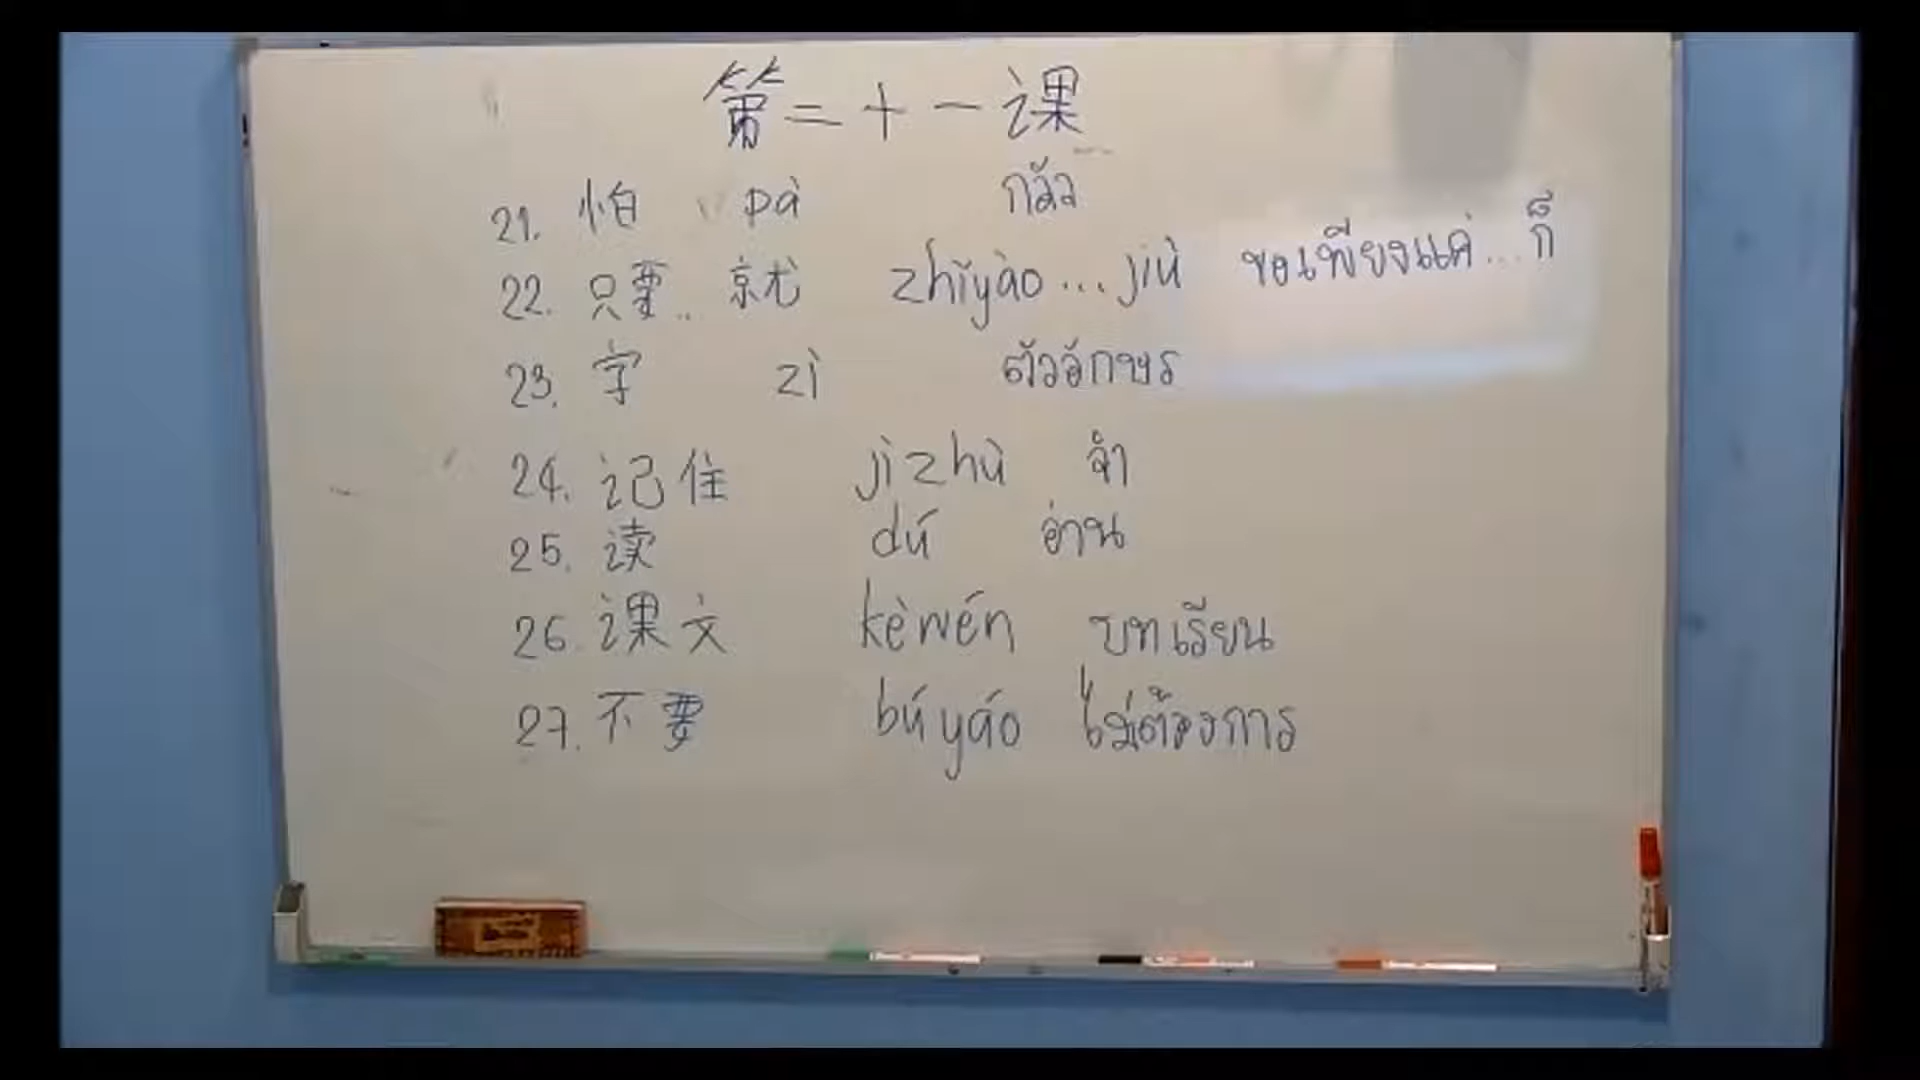 第二十一课
21. 怕 pà กลัว
22. 只要.. 就 zhǐyào...jiù ขอเพียงแค่...ก็
23. 字 zì ตัวอักษร
24. 记住 jìzhù จำ
25. 读 dú อ่าน
26. 课文 kèwén บทเรียน
27. 不要 búyáo ไม่ต้องการ